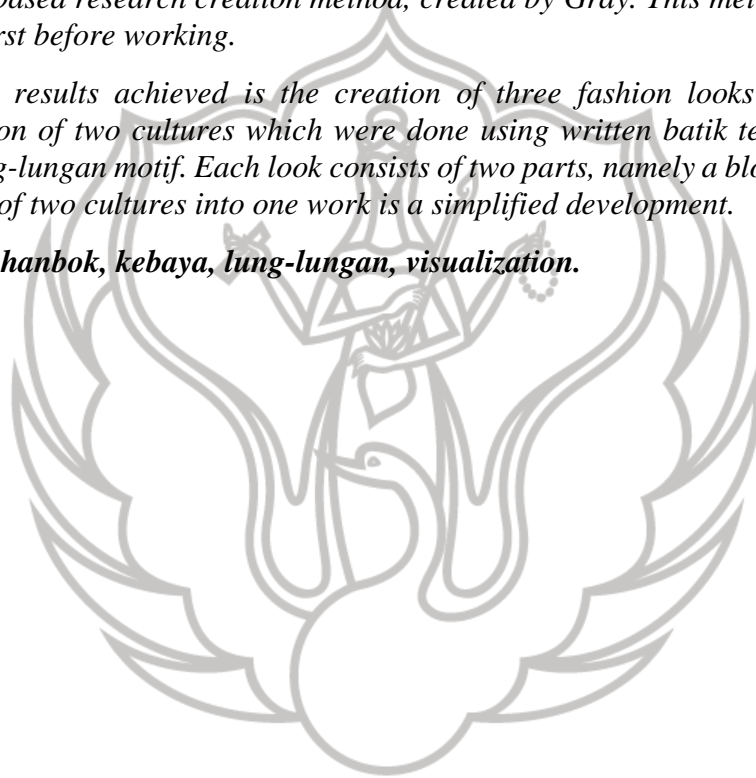 based research creation method, created by Gray. This met
rst before working.
results achieved is the creation of three fashion looks
on of two cultures which were done using written batik te
g-lungan motif. Each look consists of two parts, namely a blo
of two cultures into one work is a simplified development.
hanbok, kebaya, lung-lungan, visualization.